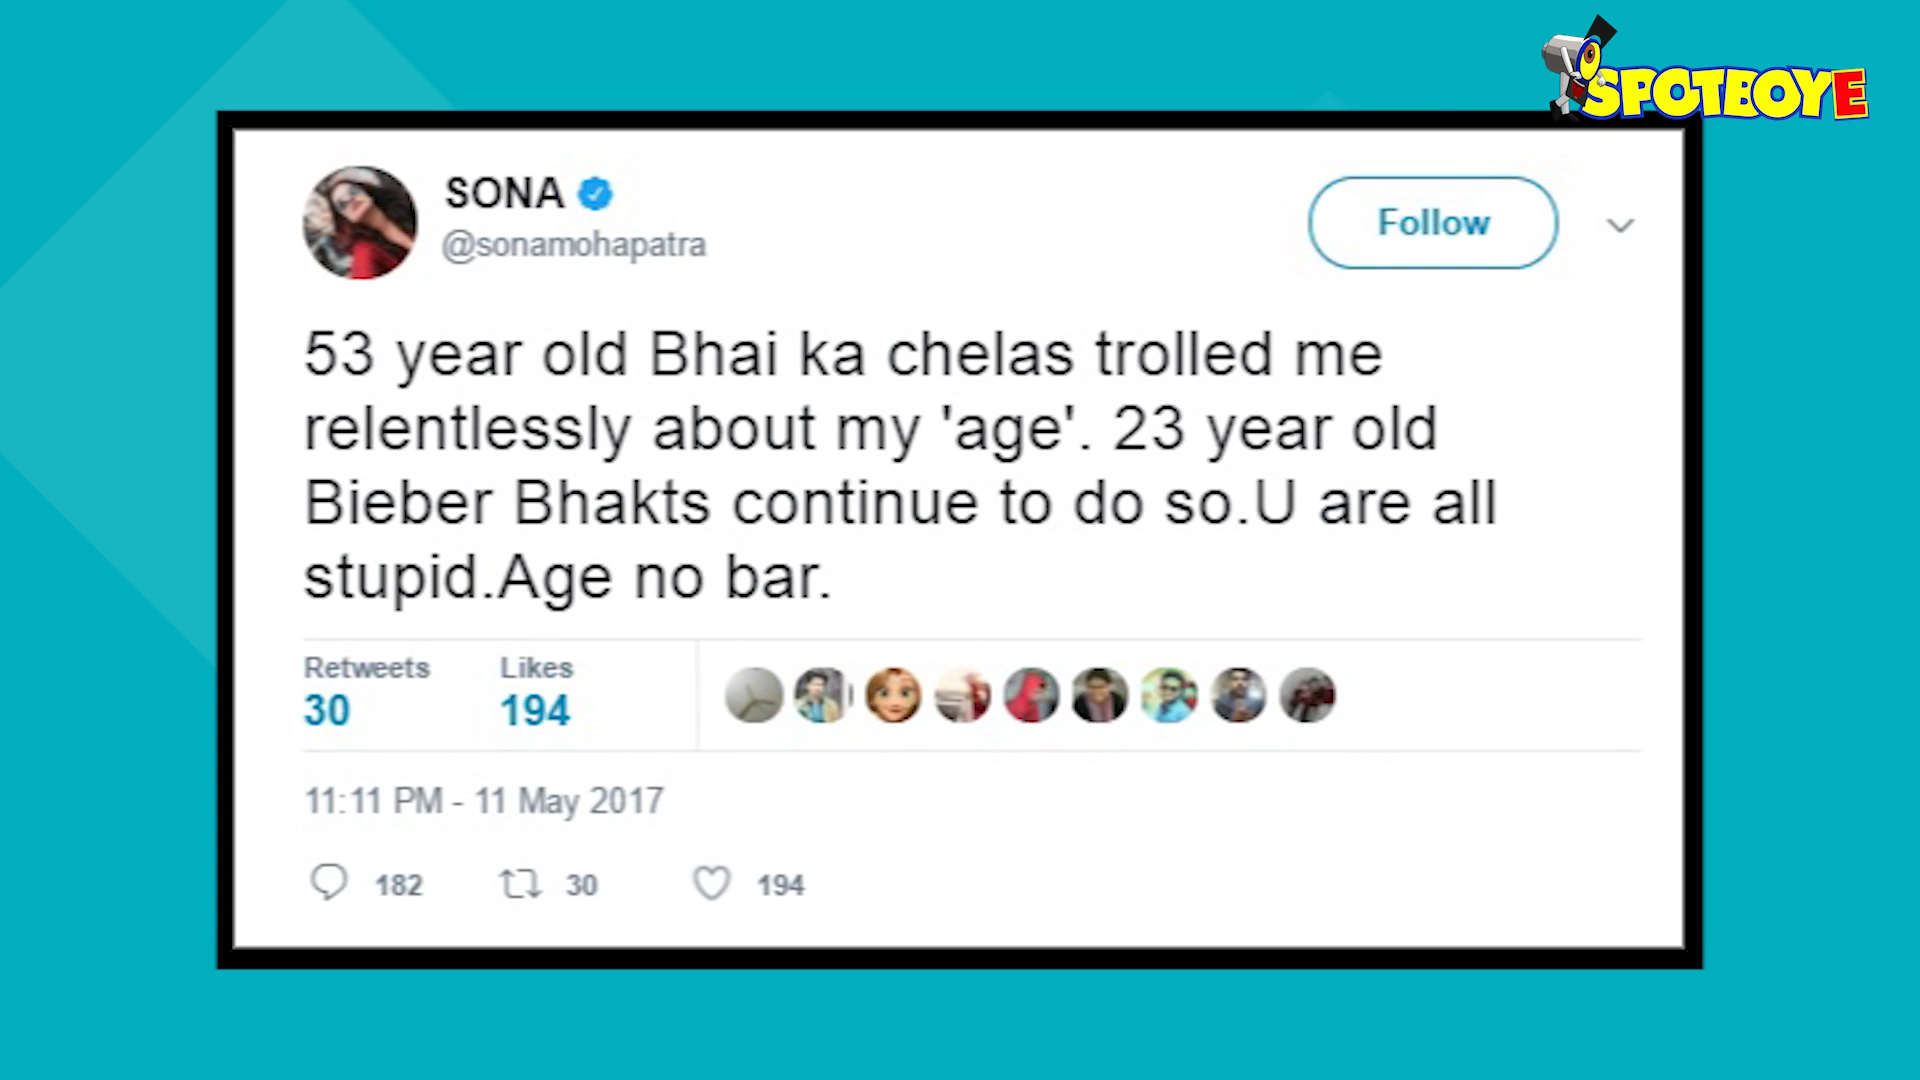 SPOTBOYE
SONA
@sonamohapatra
Follow
53 year old Bhai ka chelas trolled me
relentlessly about my 'age'. 23 year old
Bieber Bhakts continue to do so.U are all
stupid.Age no bar.
Retweets Likes
30 194
11:11 PM - 11 May 2017
182 30 194